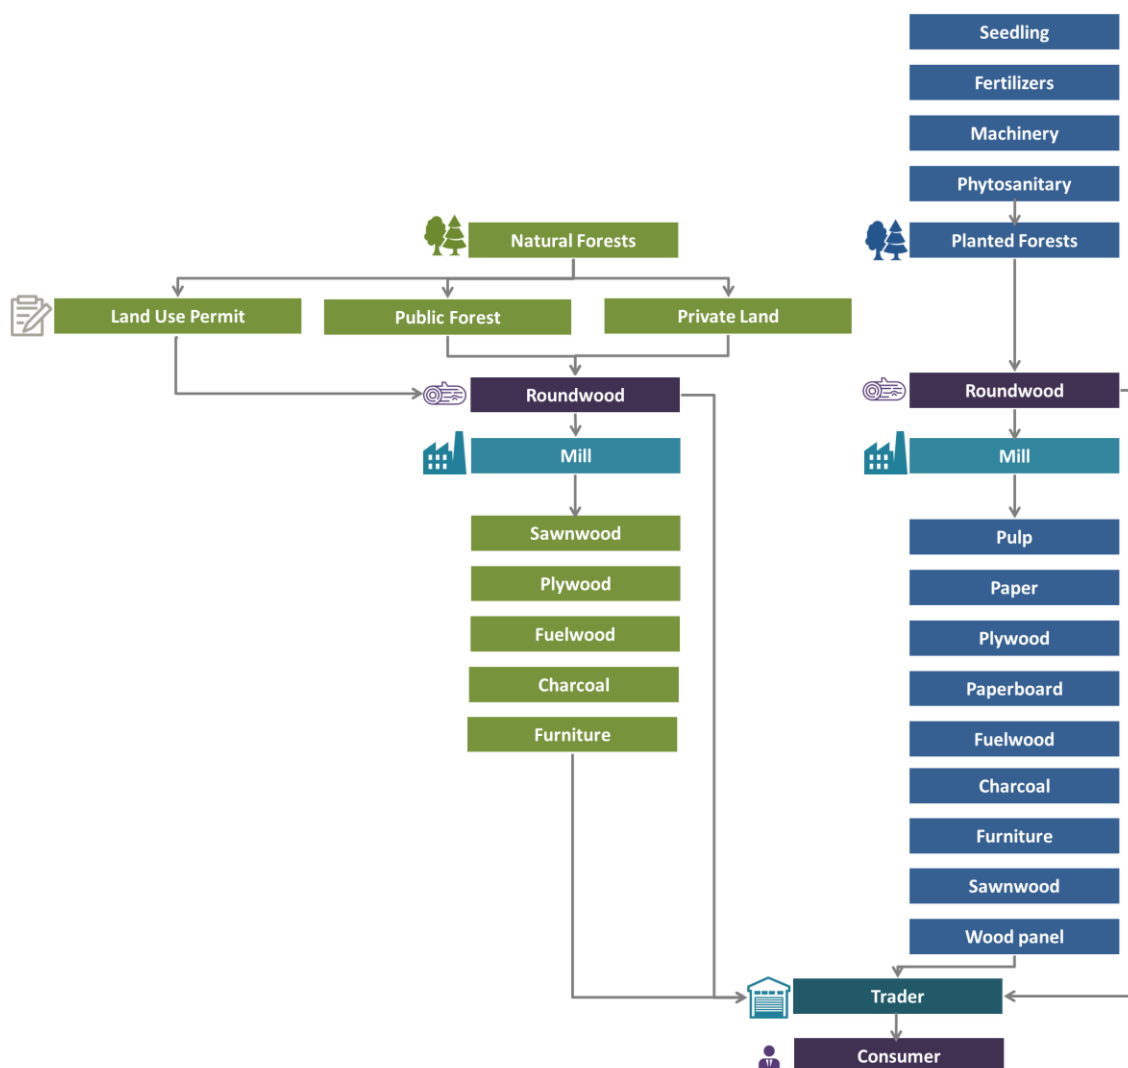 Seedling
Fertilizers
Machinery
Phytosanitary
Natural Forests
Planted Forests
Land Use Permit
Public Forest
Private Land
Roundwood
Roundwood
Mill
Mill
Sawnwood
Plywood
Fuelwood
Charcoal
Furniture
Pulp
Paper
Plywood
Paperboard
Fuelwood
Charcoal
Furniture
Sawnwood
Wood panel
Trader
Consumer